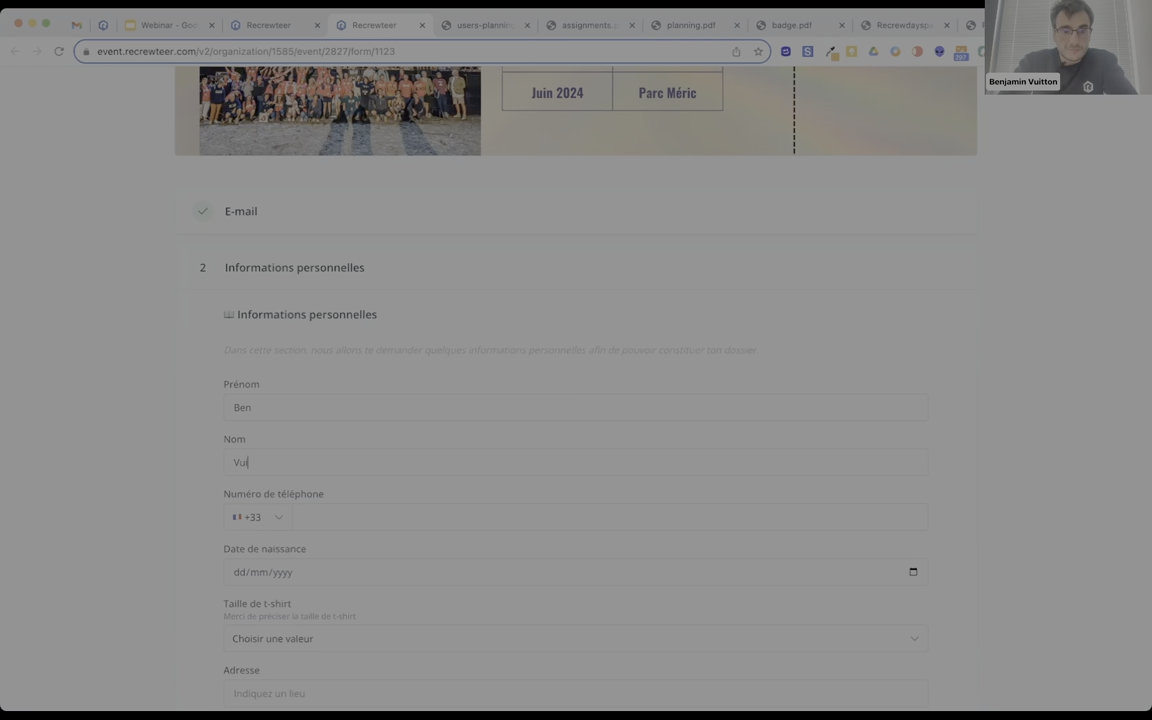 Webinar - Goo
Recrewteer
Recrewteer
users-planning
assignments.p
planning.pdf
badge.pdf
Recrewdayspa
event.recrewteer.com/v2/organization/1585/event/2827/form/1123
Benjamin Vuitton
Juin 2024
Parc Méric
E-mail
2 Informations personnelles
Informations personnelles
Dans cette section, nous allons te demander quelques informations personnelles afin de pouvoir constituer ton dossier.
Prénom
Ben
Nom
Vui
Numéro de téléphone
+33
Date de naissance
dd/mm/yyyy
Taille de t-shirt
Merci de préciser la taille de t-shirt
Choisir une valeur
Adresse
Indiquez un lieu